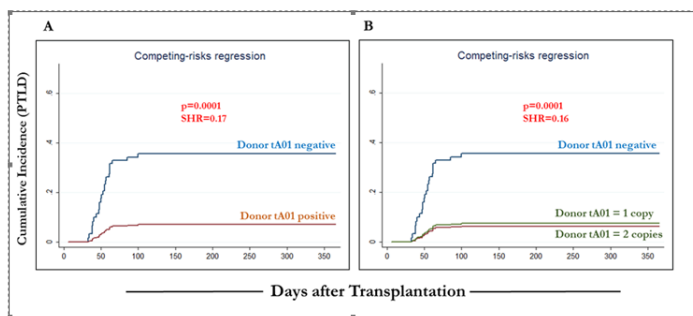 A
B
Competing-risks regression
Competing-risks regression
Cumulative Incidence (PTLD)
.6
.4
.2
0
p=0.0001
SHR=0.17
Donor tA01 negative
Donor tA01 positive
0 50 100 150 200 250 300 350
.6
.4
.2
0
p=0.0001
SHR=0.16
Donor tA01 negative
Donor tA01 = 1 copy
Donor tA01 = 2 copies
0 50 100 150 200 250 300 350
Days after Transplantation